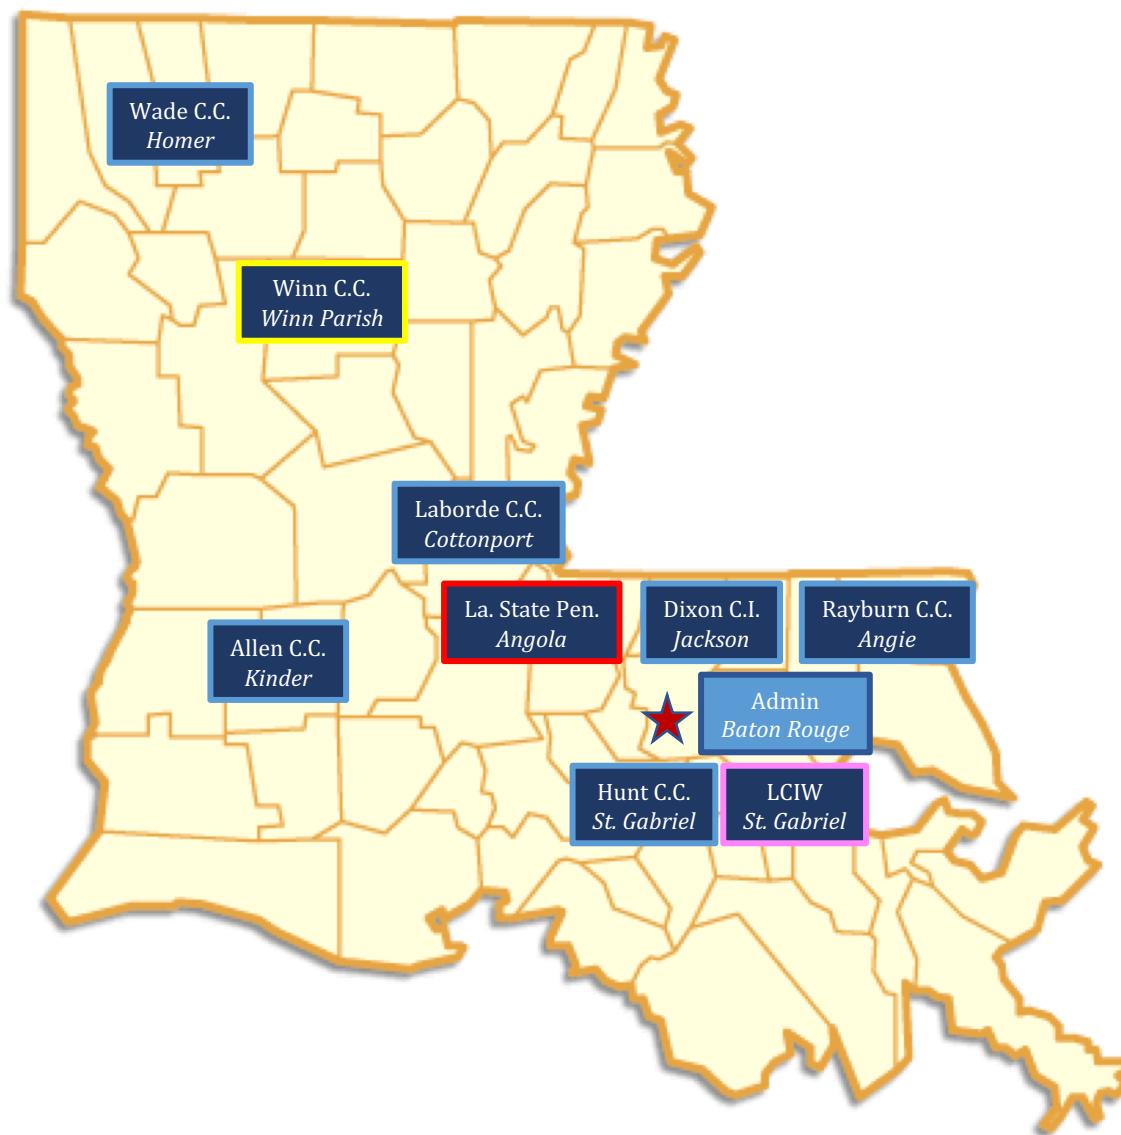 Wade C.C.
Homer
Winn C.C.
Winn Parish
Laborde C.C.
Cottonport
La. State Pen.
Angola
Dixon C.I.
Jackson
Rayburn C.C.
Angie
Allen C.C.
Kinder
Admin
Baton Rouge
Hunt C.C.
St. Gabriel
LCIW
St. Gabriel